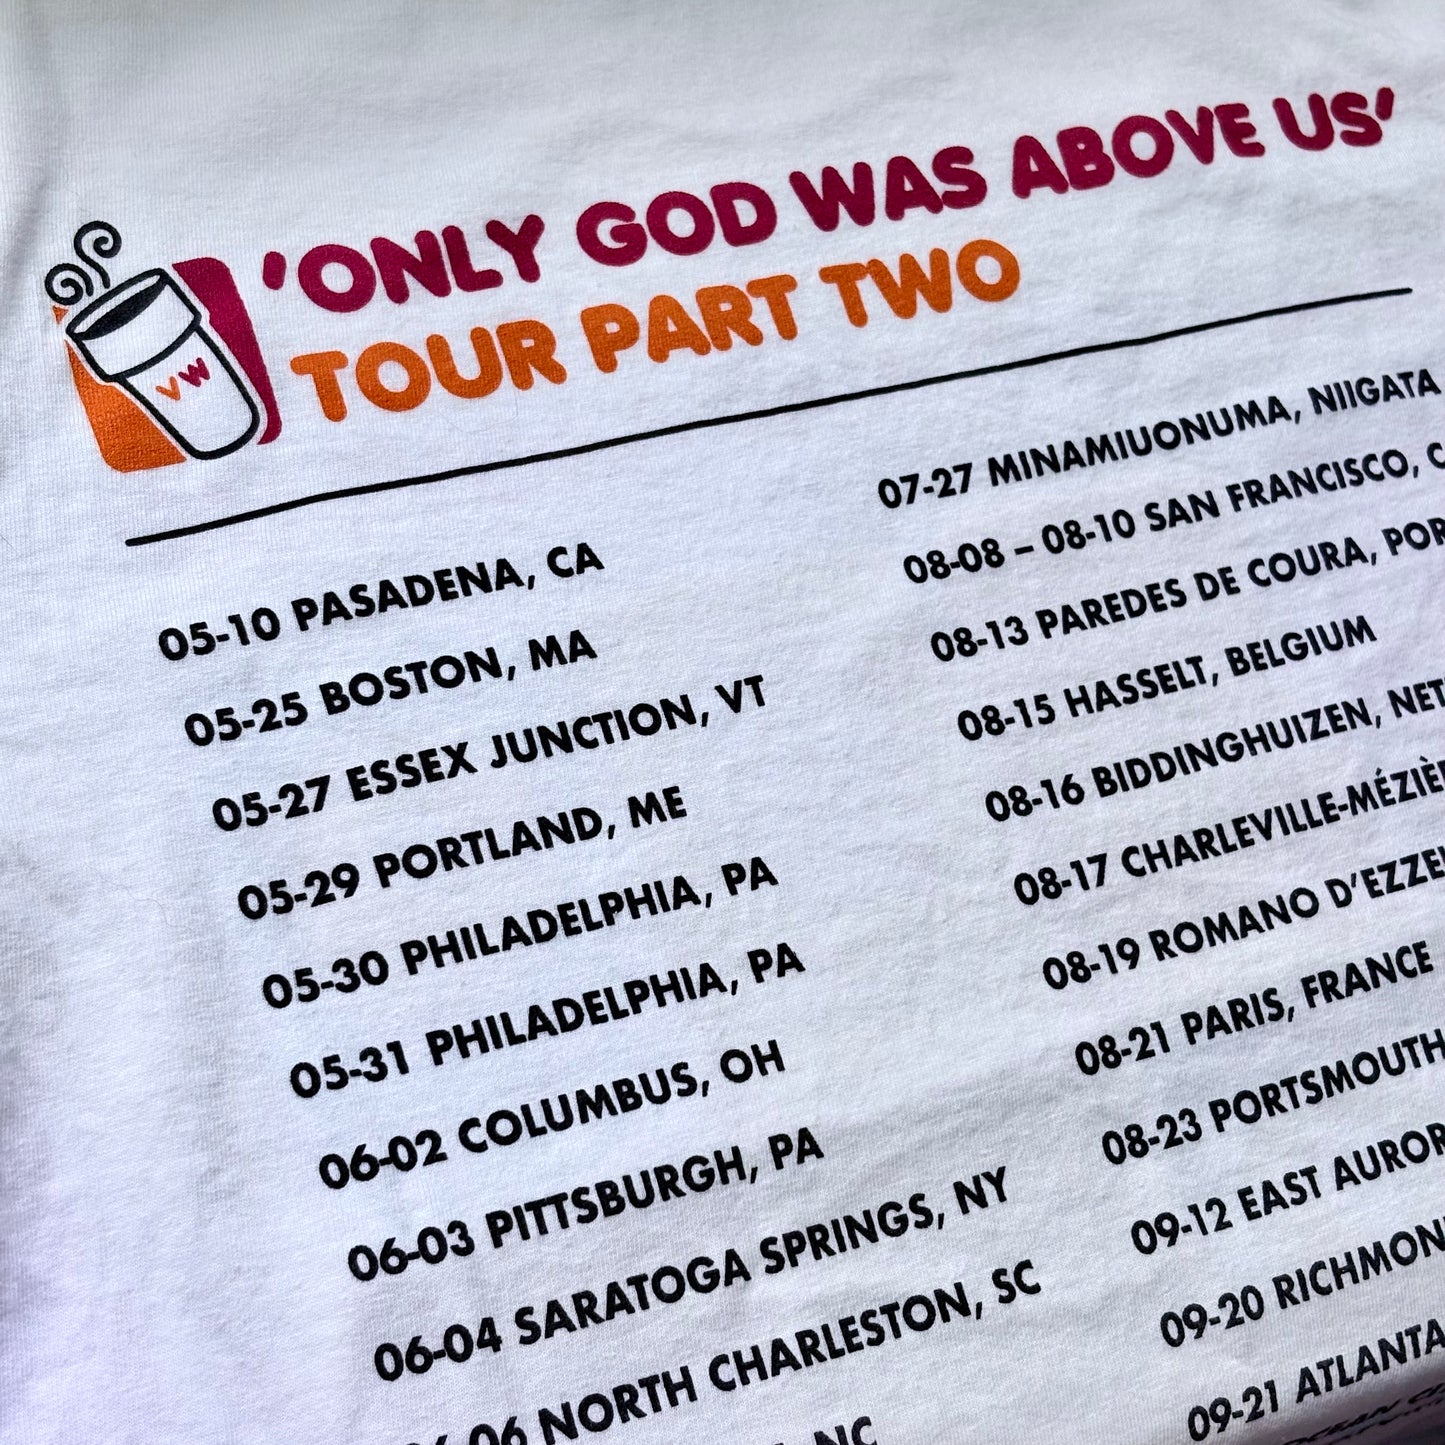 'ONLY GOD WAS ABOVE US'
TOUR PART TWO
VW
05-10 PASADENA, CA
05-25 BOSTON, MA
05-27 ESSEX JUNCTION, VT
05-29 PORTLAND, ME
05-30 PHILADELPHIA, PA
05-31 PHILADELPHIA, PA
06-02 COLUMBUS, OH
06-03 PITTSBURGH, PA
06-04 SARATOGA SPRINGS, NY
06-06 NORTH CHARLESTON, SC
NC
07-27 MINAMIUONUMA, NIIGATA
08-08 – 08-10 SAN FRANCISCO,
08-13 PAREDES DE COURA,
08-15 HASSELT, BELGIUM
08-16 BIDDINGHUIZEN,
08-17
08-19 ROMANO
08-21 PARIS, FRANCE
08-23 PORTSMOUTH
09-12 EAST
09-20
09-21 ATLANTA